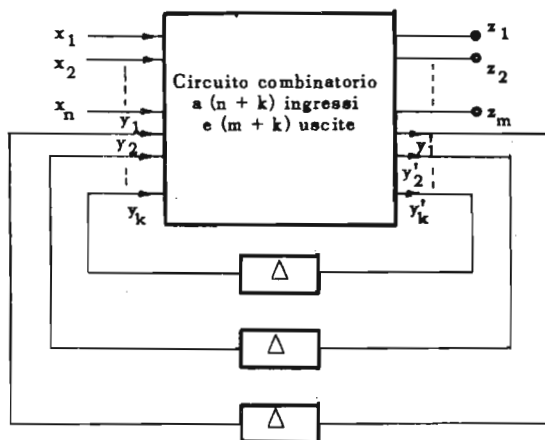 x₁
x₂
xₙ
y₁
y₂
yₖ
Circuito combinatorio
a (n + k) ingressi
e (m + k) uscite
z₁
z₂
zₘ
y'₁
y'₂
y'ₖ
Δ
Δ
Δ